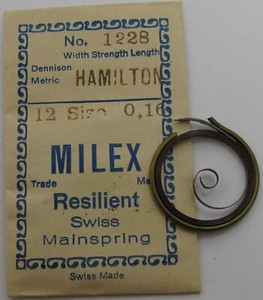 No. 1228
Width Strength Length
Dennison
Metric HAMILTON
12 Size 0,16
MILEX
Trade Ma
Resilient
Swiss
Mainspring
Swiss Made